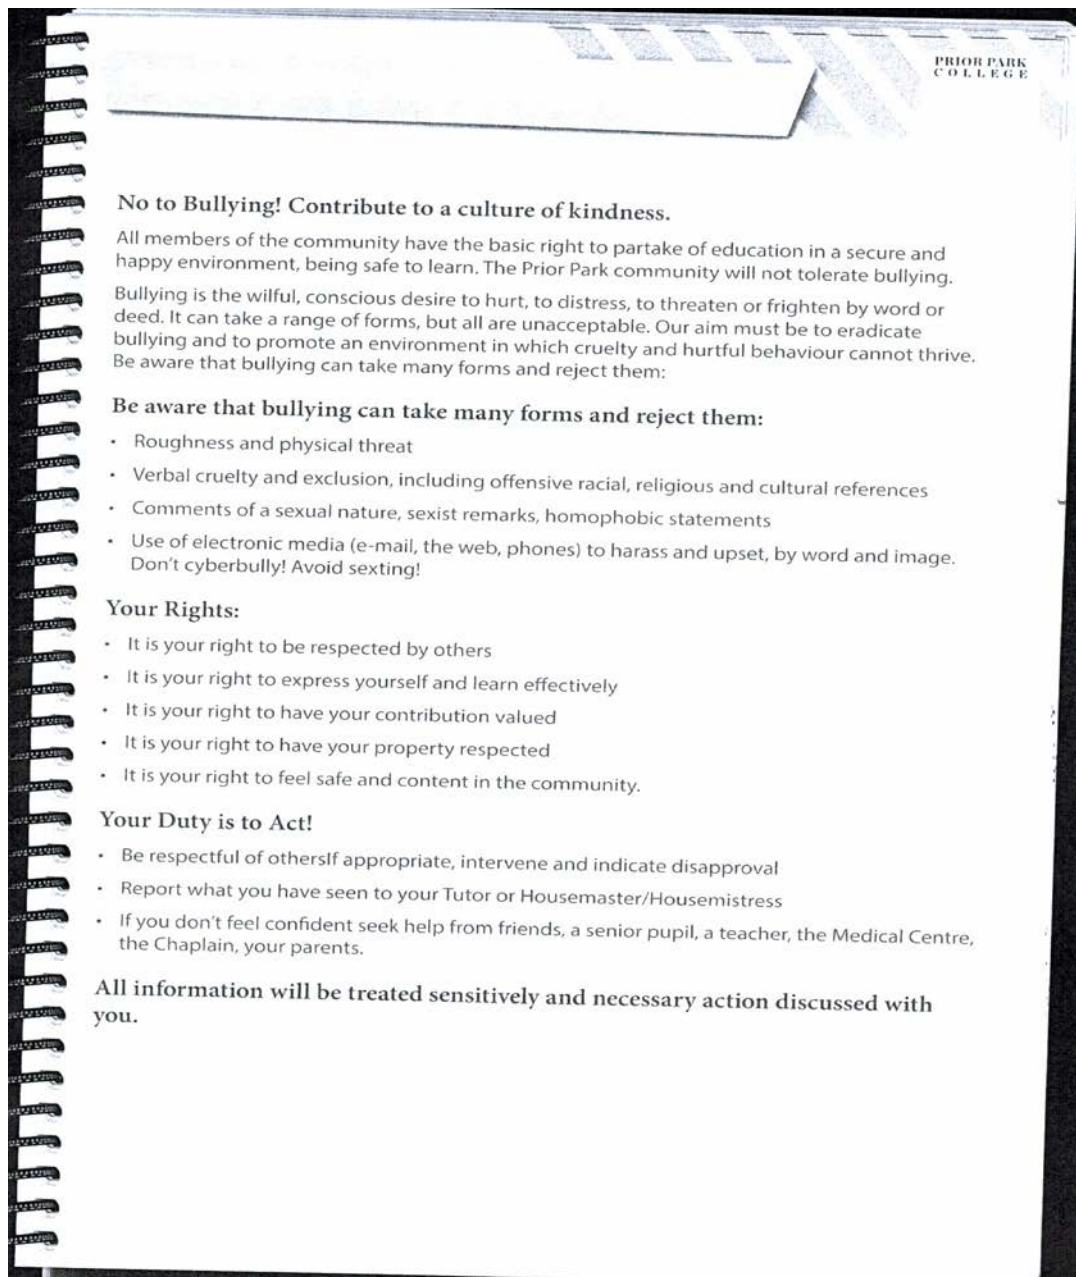 PRIOR PARK
COLLEGE
No to Bullying! Contribute to a culture of kindness.
All members of the community have the basic right to partake of education in a secure and
happy environment, being safe to learn. The Prior Park community will not tolerate bullying.
Bullying is the wilful, conscious desire to hurt, to distress, to threaten or frighten by word or
deed. It can take a range of forms, but all are unacceptable. Our aim must be to eradicate
bullying and to promote an environment in which cruelty and hurtful behaviour cannot thrive.
Be aware that bullying can take many forms and reject them:
Be aware that bullying can take many forms and reject them:
• Roughness and physical threat
• Verbal cruelty and exclusion, including offensive racial, religious and cultural references
• Comments of a sexual nature, sexist remarks, homophobic statements
• Use of electronic media (e-mail, the web, phones) to harass and upset, by word and image.
Don't cyberbully! Avoid sexting!
Your Rights:
• It is your right to be respected by others
• It is your right to express yourself and learn effectively
• It is your right to have your contribution valued
• It is your right to have your property respected
• It is your right to feel safe and content in the community.
Your Duty is to Act!
• Be respectful of othersIf appropriate, intervene and indicate disapproval
• Report what you have seen to your Tutor or Housemaster/Housemistress
• If you don't feel confident seek help from friends, a senior pupil, a teacher, the Medical Centre,
the Chaplain, your parents.
All information will be treated sensitively and necessary action discussed with
you.